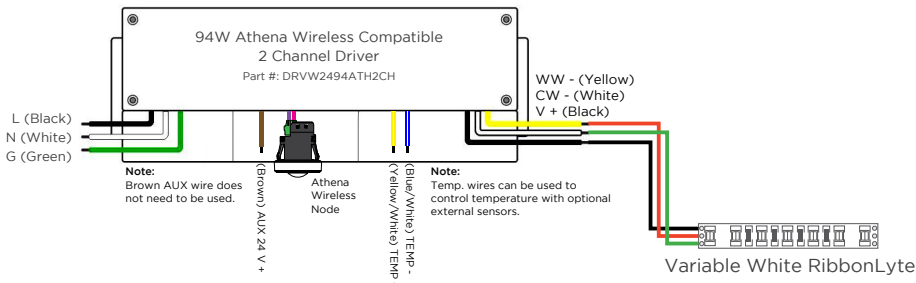 94W Athena Wireless Compatible
2 Channel Driver
Part #: DRVW2494ATH2CH
WW - (Yellow)
CW - (White)
V + (Black)
L (Black)
N (White)
G (Green)
Note:
Brown AUX wire does
not need to be used.
(Brown) AUX 24 V +
Athena
Wireless
Node
(Yellow/White) TEMP
(Blue/White) TEMP -
Note:
Temp. wires can be used to
control temperature with optional
external sensors.
Variable White RibbonLyte